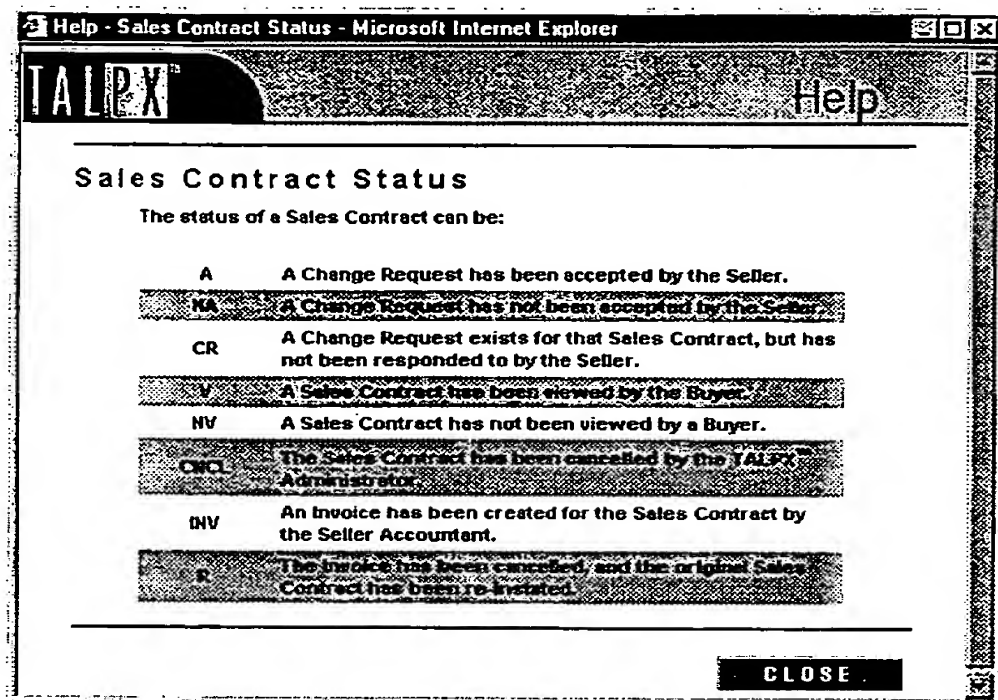 Help - Sales Contract Status - Microsoft Internet Explorer
TALPX™
Help
Sales Contract Status
The status of a Sales Contract can be:
A A Change Request has been accepted by the Seller.
NA A Change Request has not been accepted by the Seller.
CR A Change Request exists for that Sales Contract, but has
not been responded to by the Seller.
V A Sales Contract has been viewed by the Buyer.
NV A Sales Contract has not been viewed by a Buyer.
CNCL The Sales Contract has been cancelled by the TALPX™
Administrator.
INV An Invoice has been created for the Sales Contract by
the Seller Accountant.
R The Invoice has been cancelled, and the original Sales
Contract has been re-instated.
CLOSE